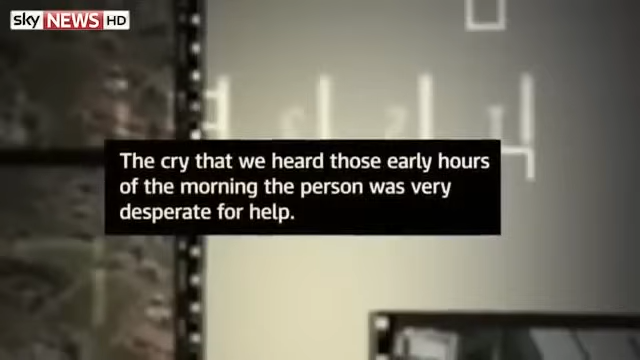 sky NEWS HD
The cry that we heard those early hours
of the morning the person was very
desperate for help.